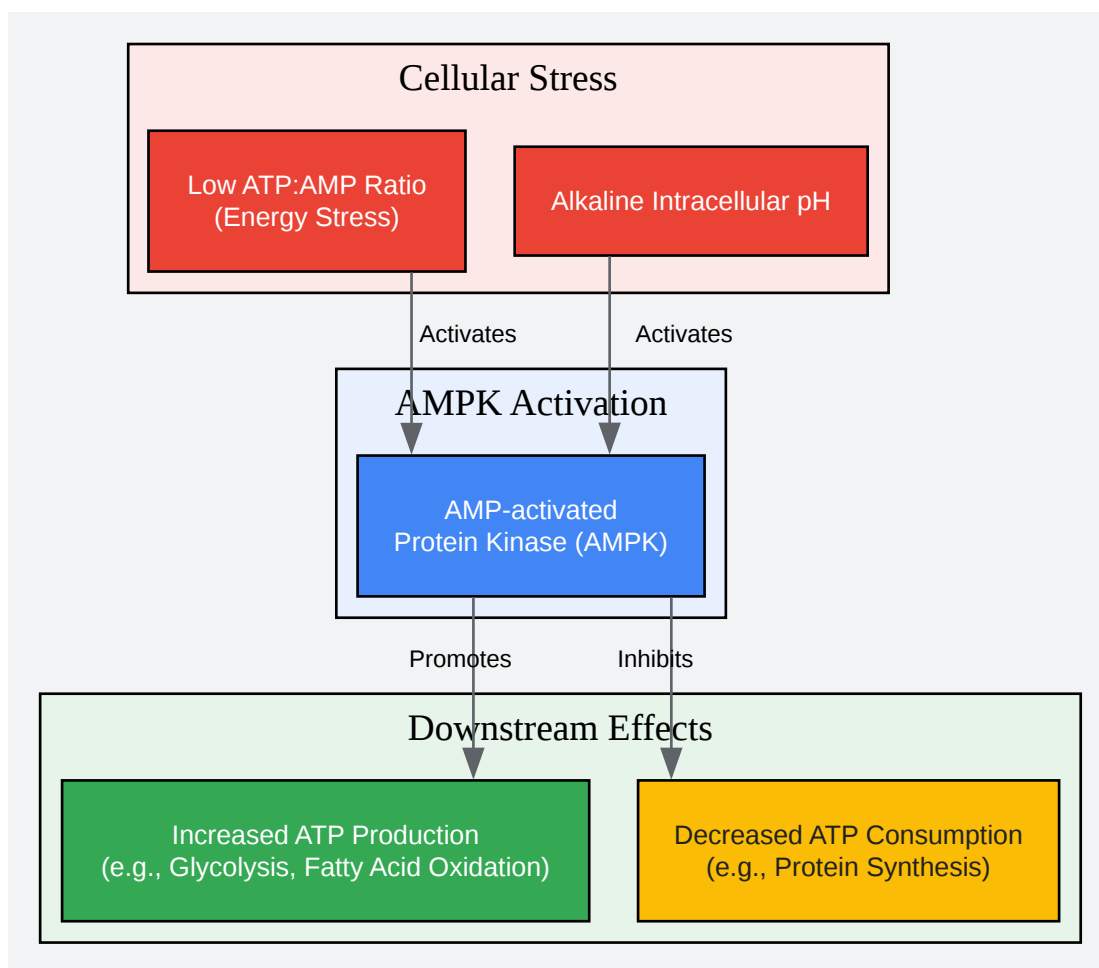 Cellular Stress
Low ATP:AMP Ratio
(Energy Stress)
Alkaline Intracellular pH
Activates
Activates
AMPK Activation
AMP-activated
Protein Kinase (AMPK)
Promotes
Inhibits
Downstream Effects
Increased ATP Production
(e.g., Glycolysis, Fatty Acid Oxidation)
Decreased ATP Consumption
(e.g., Protein Synthesis)